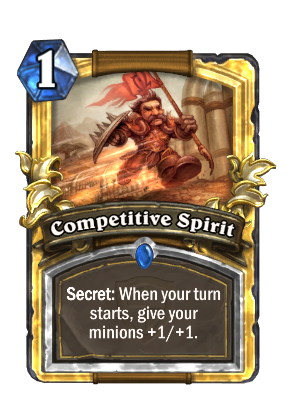 1
Competitive Spirit
Secret: When your turn
starts, give your
minions +1/+1.